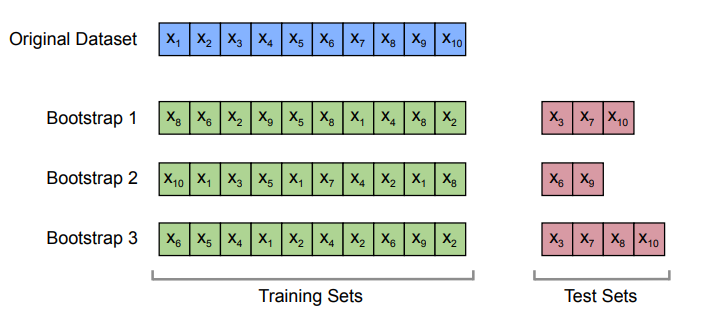 Original Dataset x₁ x₂ x₃ x₄ x₅ x₆ x₇ x₈ x₉ x₁₀
Bootstrap 1 x₈ x₆ x₂ x₉ x₅ x₈ x₁ x₄ x₈ x₂ x₃ x₇ x₁₀
Bootstrap 2 x₁₀ x₁ x₃ x₅ x₁ x₇ x₄ x₂ x₁ x₈ x₆ x₉
Bootstrap 3 x₆ x₅ x₄ x₁ x₂ x₄ x₂ x₆ x₉ x₂ x₃ x₇ x₈ x₁₀
Training Sets Test Sets